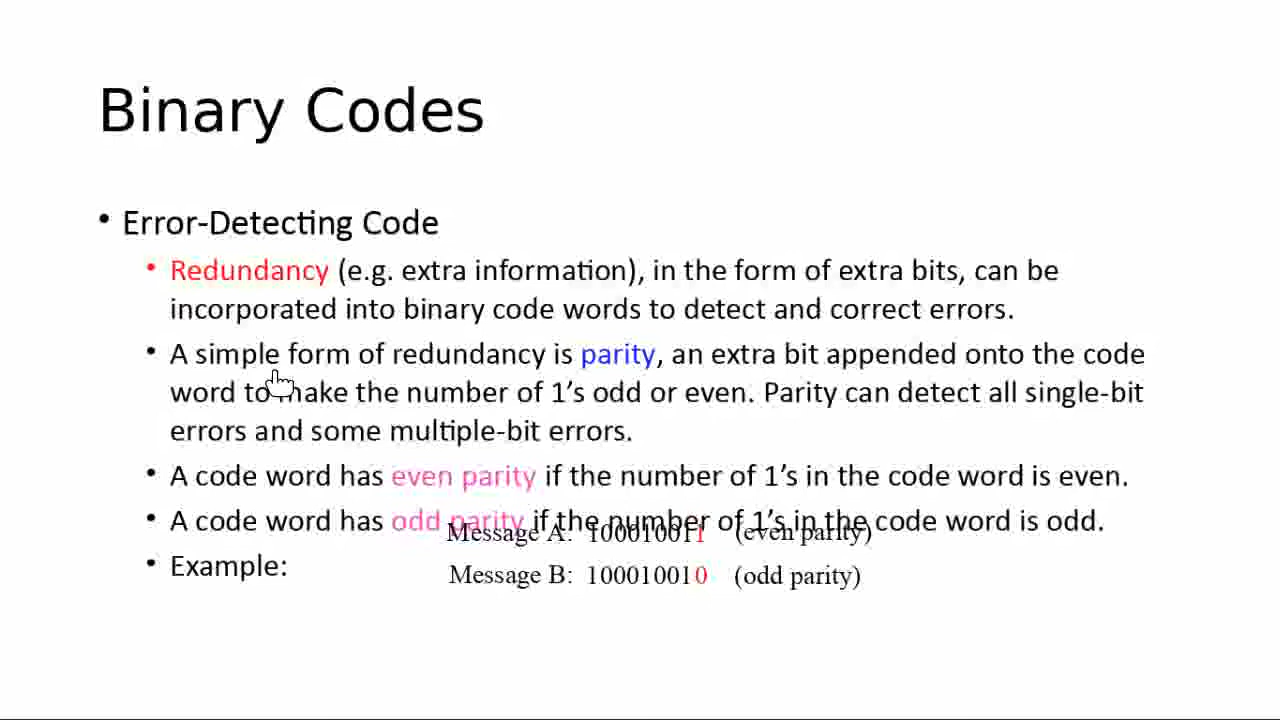 Binary Codes
• Error-Detecting Code
• Redundancy (e.g. extra information), in the form of extra bits, can be
incorporated into binary code words to detect and correct errors.
• A simple form of redundancy is parity, an extra bit appended onto the code
word to make the number of 1’s odd or even. Parity can detect all single-bit
errors and some multiple-bit errors.
• A code word has even parity if the number of 1’s in the code word is even.
• A code word has odd parity if the number of 1’s in the code word is odd.
Message A: 100010011 (even parity)
• Example:
Message B: 100010010 (odd parity)